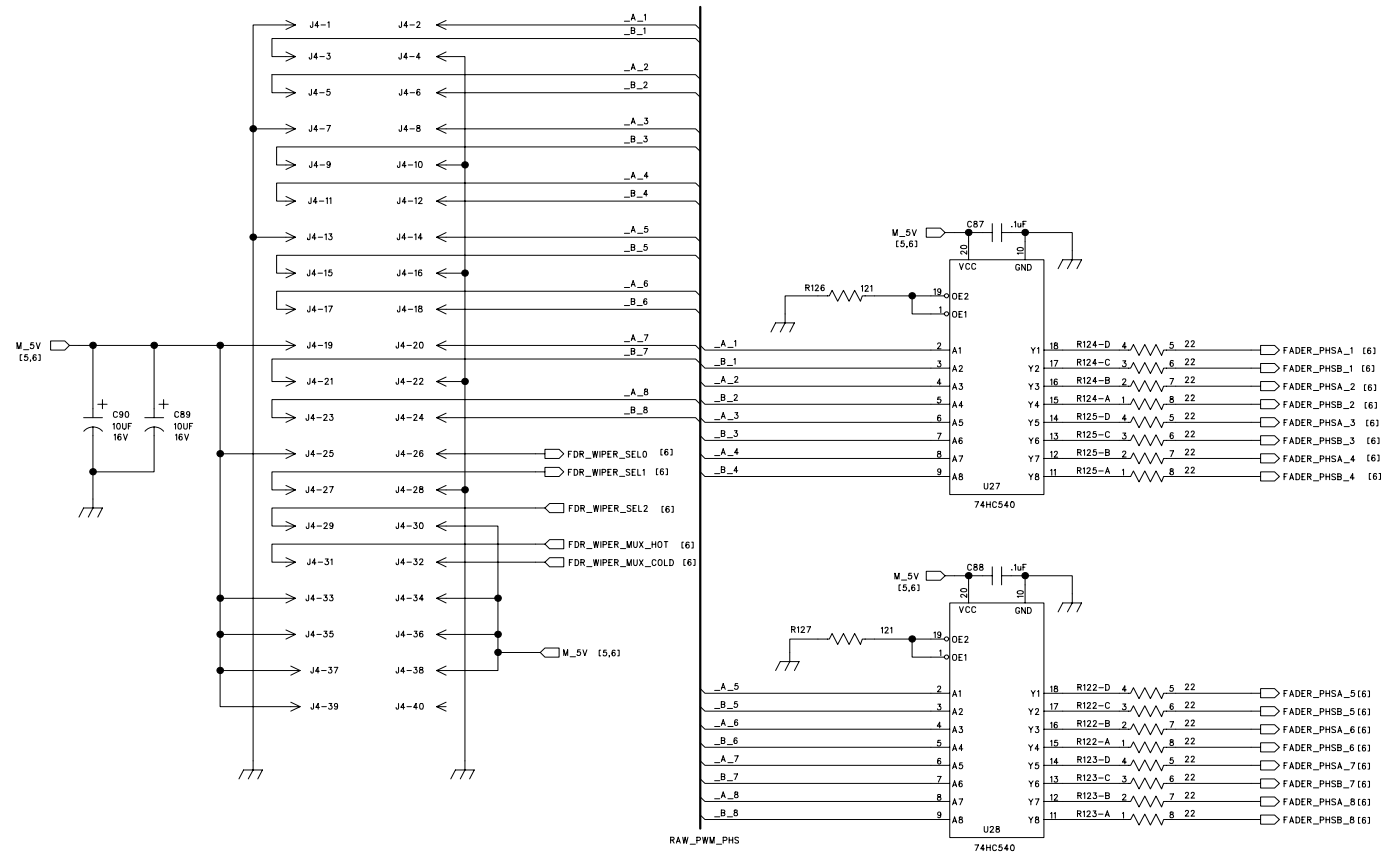 J4-1 J4-2 _A_1
_B_1
J4-3 J4-4
_A_2
J4-5 J4-6 _B_2
J4-7 J4-8 _A_3
_B_3
J4-9 J4-10
_A_4
J4-11 J4-12 _B_4
J4-13 J4-14 _A_5
_B_5
J4-15 J4-16
_A_6
J4-17 J4-18 _B_6
J4-19 J4-20 _A_7
_B_7
J4-21 J4-22
_A_8
J4-23 J4-24 _B_8
J4-25 J4-26 FDR_WIPER_SEL0 [6]
FDR_WIPER_SEL1 [6]
J4-27 J4-28
FDR_WIPER_SEL2 [6]
J4-29 J4-30
FDR_WIPER_MUX_HOT [6]
J4-31 J4-32 FDR_WIPER_MUX_COLD [6]
J4-33 J4-34
J4-35 J4-36
M_5V [5,6]
J4-37 J4-38
J4-39 J4-40
M_5V
[5,6]
+ +
C90 C89
10UF 10UF
16V 16V
RAW_PWM_PHS
C87 .1uF
M_5V
[5,6]
20 10
VCC GND
R126 121 19 OE2
1 OE1
_A_1 2 A1 Y1 18 R124-D 4 5 22 FADER_PHSA_1 [6]
_B_1 3 A2 Y2 17 R124-C 3 6 22 FADER_PHSB_1 [6]
_A_2 4 A3 Y3 16 R124-B 2 7 22 FADER_PHSA_2 [6]
_B_2 5 A4 Y4 15 R124-A 1 8 22 FADER_PHSB_2 [6]
_A_3 6 A5 Y5 14 R125-D 4 5 22 FADER_PHSA_3 [6]
_B_3 7 A6 Y6 13 R125-C 3 6 22 FADER_PHSB_3 [6]
_A_4 8 A7 Y7 12 R125-B 2 7 22 FADER_PHSA_4 [6]
_B_4 9 A8 Y8 11 R125-A 1 8 22 FADER_PHSB_4 [6]
U27
74HC540
C88 .1uF
M_5V
[5,6]
20 10
VCC GND
R127 121 19 OE2
1 OE1
_A_5 2 A1 Y1 18 R122-D 4 5 22 FADER_PHSA_5[6]
_B_5 3 A2 Y2 17 R122-C 3 6 22 FADER_PHSB_5[6]
_A_6 4 A3 Y3 16 R122-B 2 7 22 FADER_PHSA_6[6]
_B_6 5 A4 Y4 15 R122-A 1 8 22 FADER_PHSB_6[6]
_A_7 6 A5 Y5 14 R123-D 4 5 22 FADER_PHSA_7[6]
_B_7 7 A6 Y6 13 R123-C 3 6 22 FADER_PHSB_7[6]
_A_8 8 A7 Y7 12 R123-B 2 7 22 FADER_PHSA_8[6]
_B_8 9 A8 Y8 11 R123-A 1 8 22 FADER_PHSB_8[6]
U28
74HC540